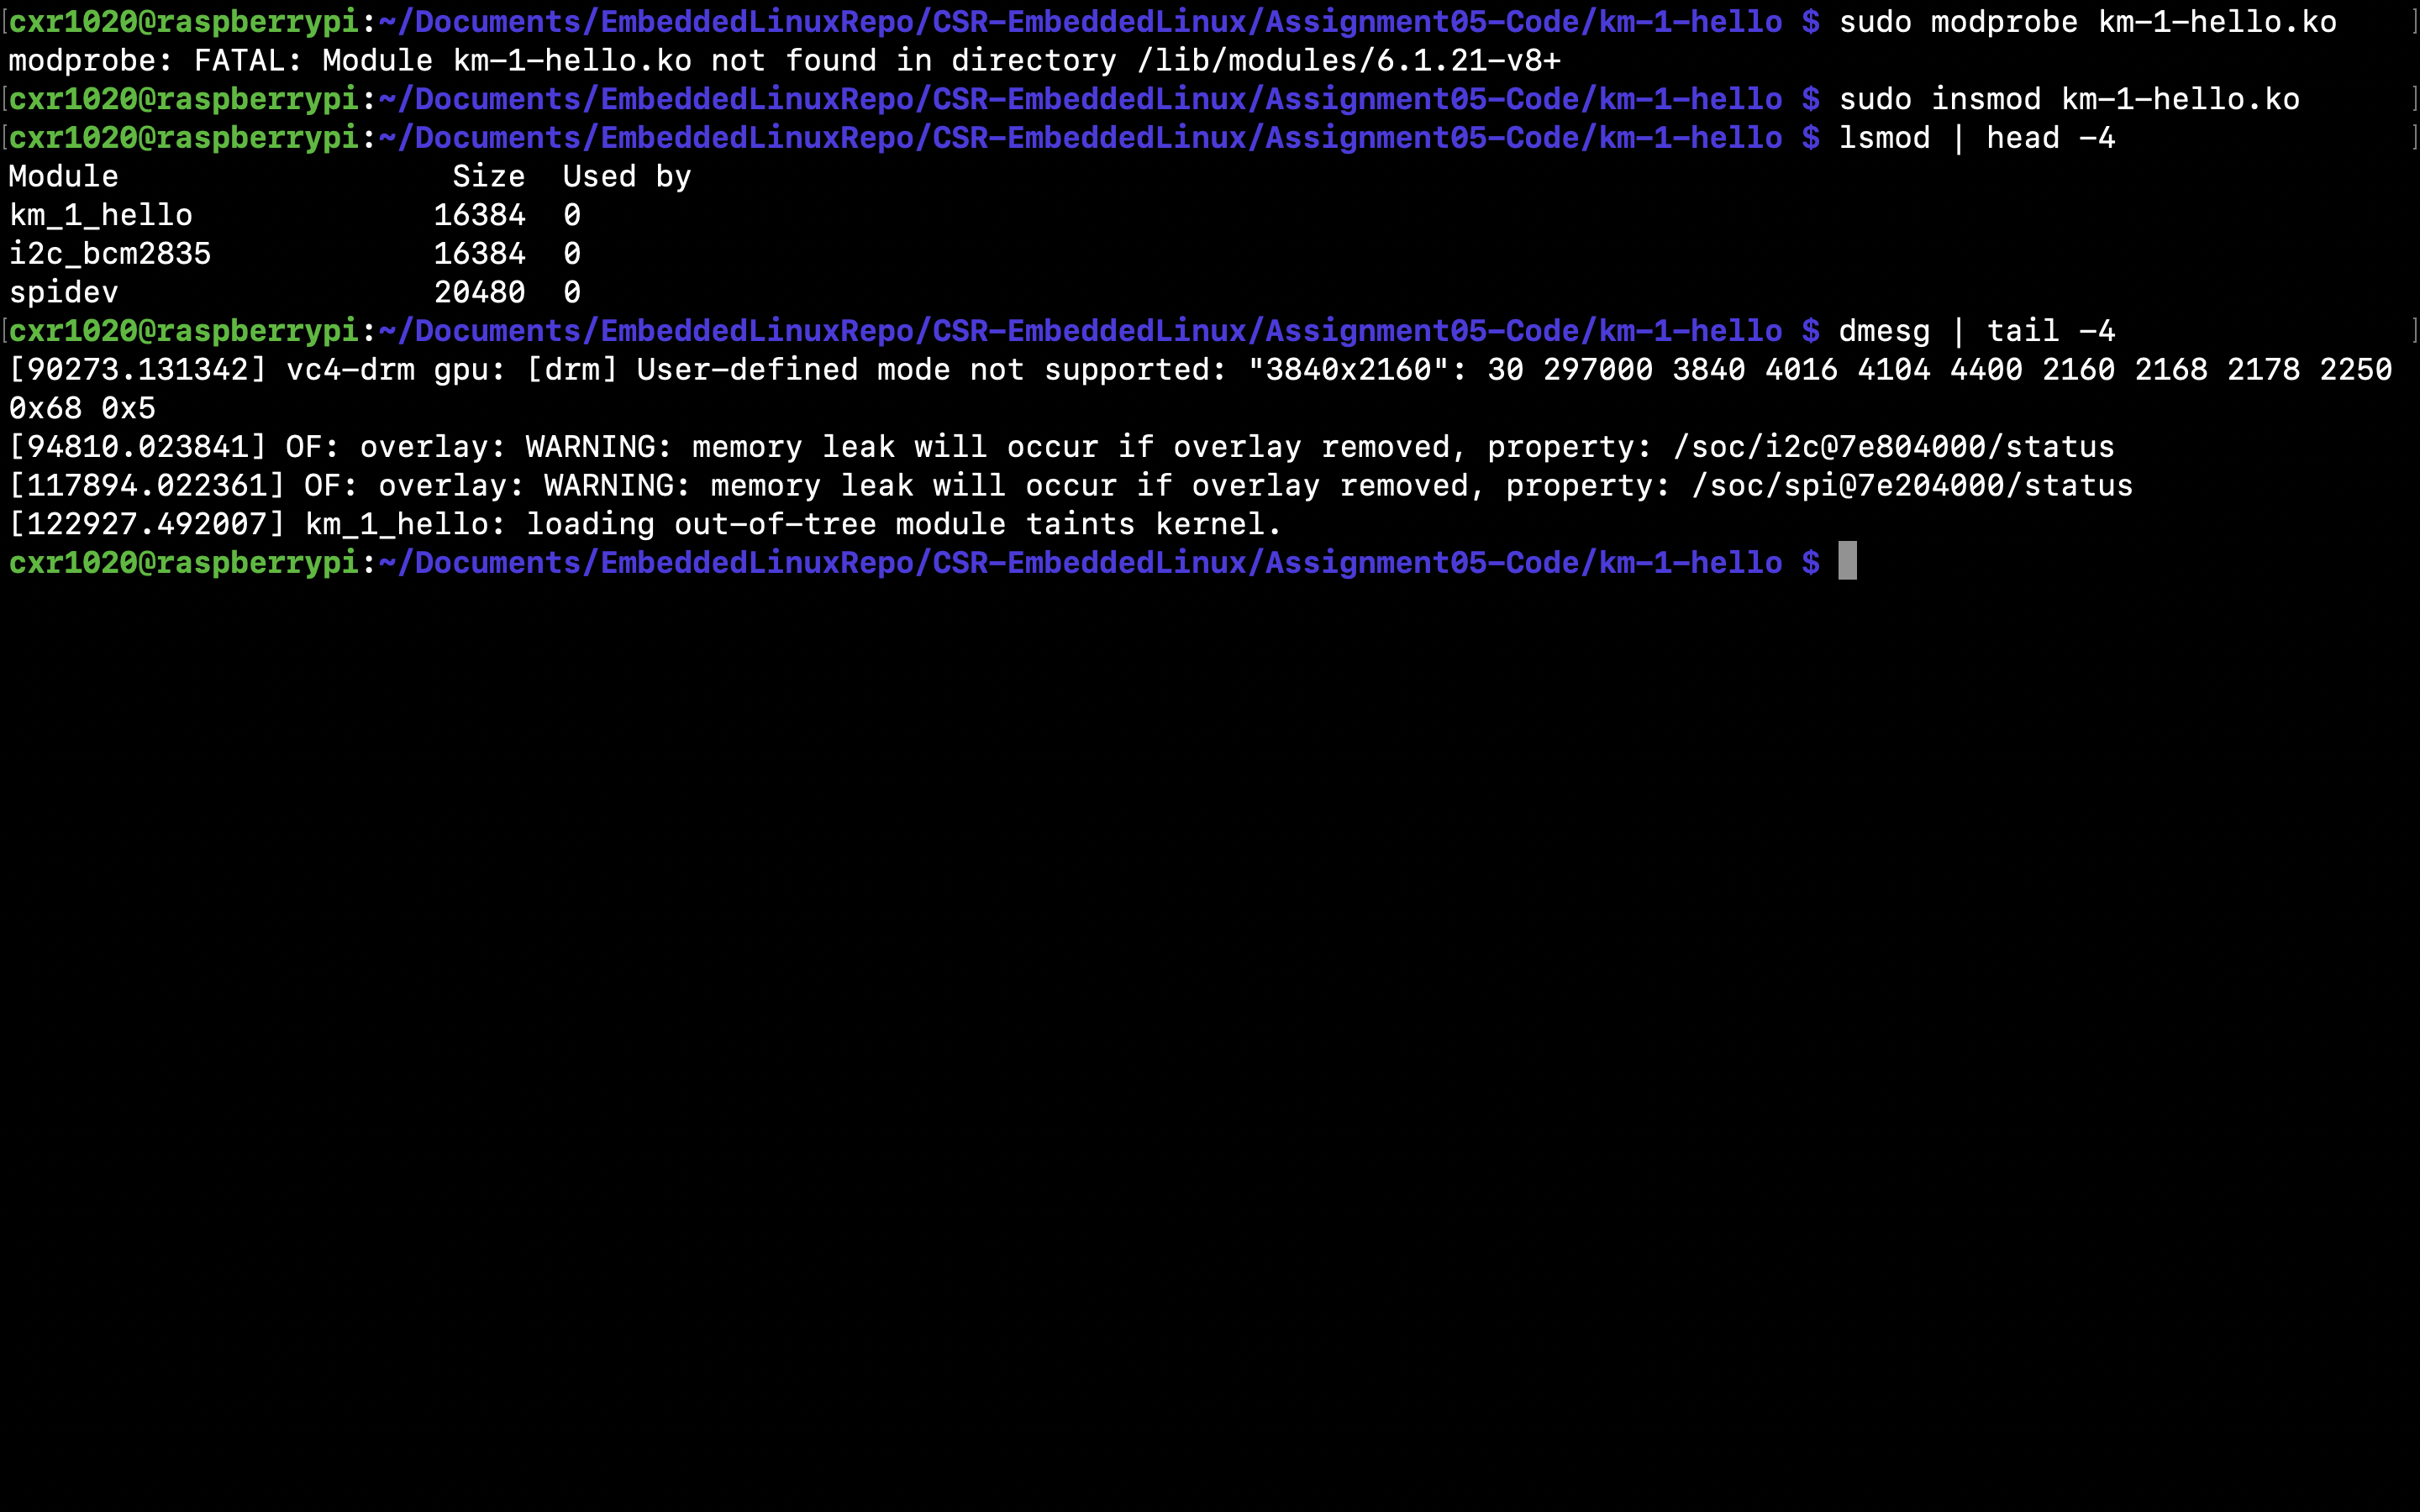 [cxr1020@raspberrypi:~/Documents/EmbeddedLinuxRepo/CSR-EmbeddedLinux/Assignment05-Code/km-1-hello $ sudo modprobe km-1-hello.ko ]
modprobe: FATAL: Module km-1-hello.ko not found in directory /lib/modules/6.1.21-v8+
[cxr1020@raspberrypi:~/Documents/EmbeddedLinuxRepo/CSR-EmbeddedLinux/Assignment05-Code/km-1-hello $ sudo insmod km-1-hello.ko ]
[cxr1020@raspberrypi:~/Documents/EmbeddedLinuxRepo/CSR-EmbeddedLinux/Assignment05-Code/km-1-hello $ lsmod | head -4 ]
Module                  Size  Used by
km_1_hello             16384  0
i2c_bcm2835            16384  0
spidev                 20480  0
[cxr1020@raspberrypi:~/Documents/EmbeddedLinuxRepo/CSR-EmbeddedLinux/Assignment05-Code/km-1-hello $ dmesg | tail -4 ]
[90273.131342] vc4-drm gpu: [drm] User-defined mode not supported: "3840x2160": 30 297000 3840 4016 4104 4400 2160 2168 2178 2250
0x68 0x5
[94810.023841] OF: overlay: WARNING: memory leak will occur if overlay removed, property: /soc/i2c@7e804000/status
[117894.022361] OF: overlay: WARNING: memory leak will occur if overlay removed, property: /soc/spi@7e204000/status
[122927.492007] km_1_hello: loading out-of-tree module taints kernel.
cxr1020@raspberrypi:~/Documents/EmbeddedLinuxRepo/CSR-EmbeddedLinux/Assignment05-Code/km-1-hello $